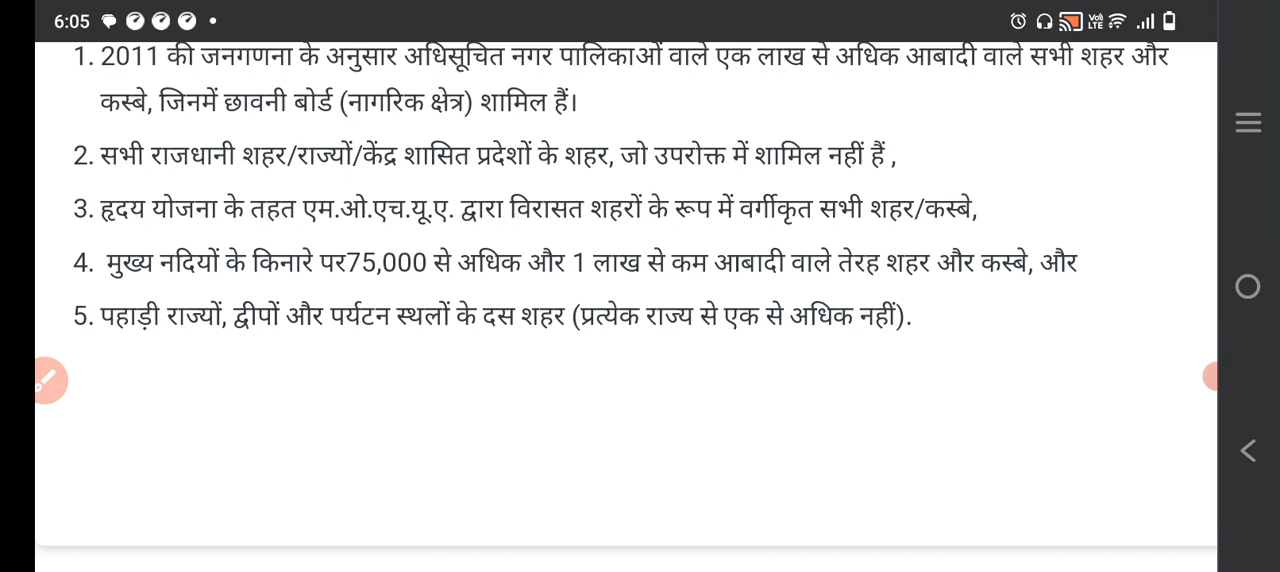 6:05
Vol) LTE
1. 2011 की जनगणना के अनुसार अधिसूचित नगर पालिकाओं वाले एक लाख से अधिक आबादी वाले सभी शहर और
कस्बे, जिनमें छावनी बोर्ड (नागरिक क्षेत्र) शामिल हैं।
2. सभी राजधानी शहर/राज्यों/केंद्र शासित प्रदेशों के शहर, जो उपरोक्त में शामिल नहीं हैं ,
3. हृदय योजना के तहत एम.ओ.एच.यू.ए. द्वारा विरासत शहरों के रूप में वर्गीकृत सभी शहर/कस्बे,
4. मुख्य नदियों के किनारे पर75,000 से अधिक और 1 लाख से कम आबादी वाले तेरह शहर और कस्बे, और
5. पहाड़ी राज्यों, द्वीपों और पर्यटन स्थलों के दस शहर (प्रत्येक राज्य से एक से अधिक नहीं).